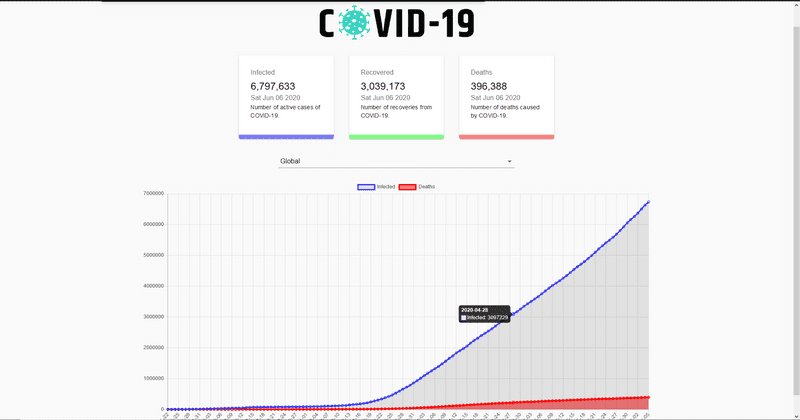 COVID-19
Infected
6,797,633
Sat Jun 06 2020
Number of active cases of
COVID-19.
Recovered
3,039,173
Sat Jun 06 2020
Number of recoveries from
COVID-19.
Deaths
396,388
Sat Jun 06 2020
Number of deaths caused
by COVID-19.
Global
Infected
Deaths
7000000
6000000
5000000
4000000
3000000
2000000
1000000
0
2020-04-28
Infected: 3097229